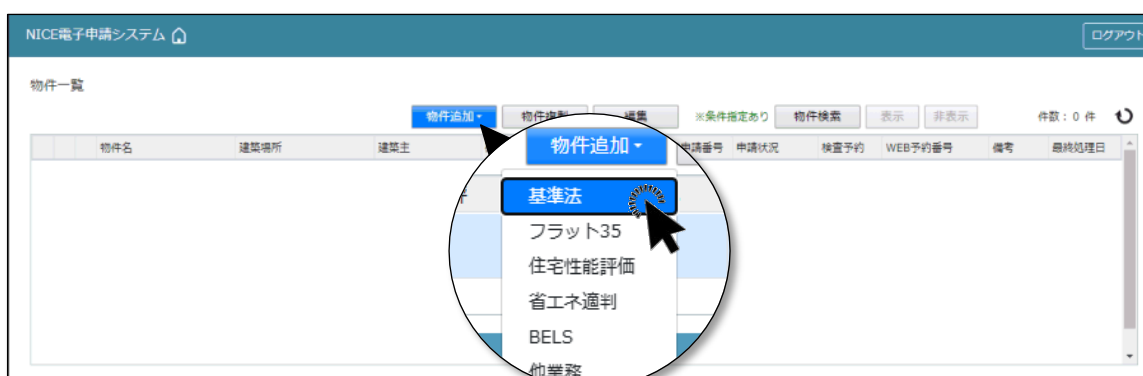 NICE電子申請システム
ログアウト
物件一覧
物件追加 物件複製 編集 ※条件指定あり 物件検索 表示 非表示 件数：0 件
物件名 建築場所 建築主 申請番号 申請状況 検査予約 WEB予約番号 備考 最終処理日
物件追加
基準法
フラット35
住宅性能評価
省エネ適判
BELS
他業務